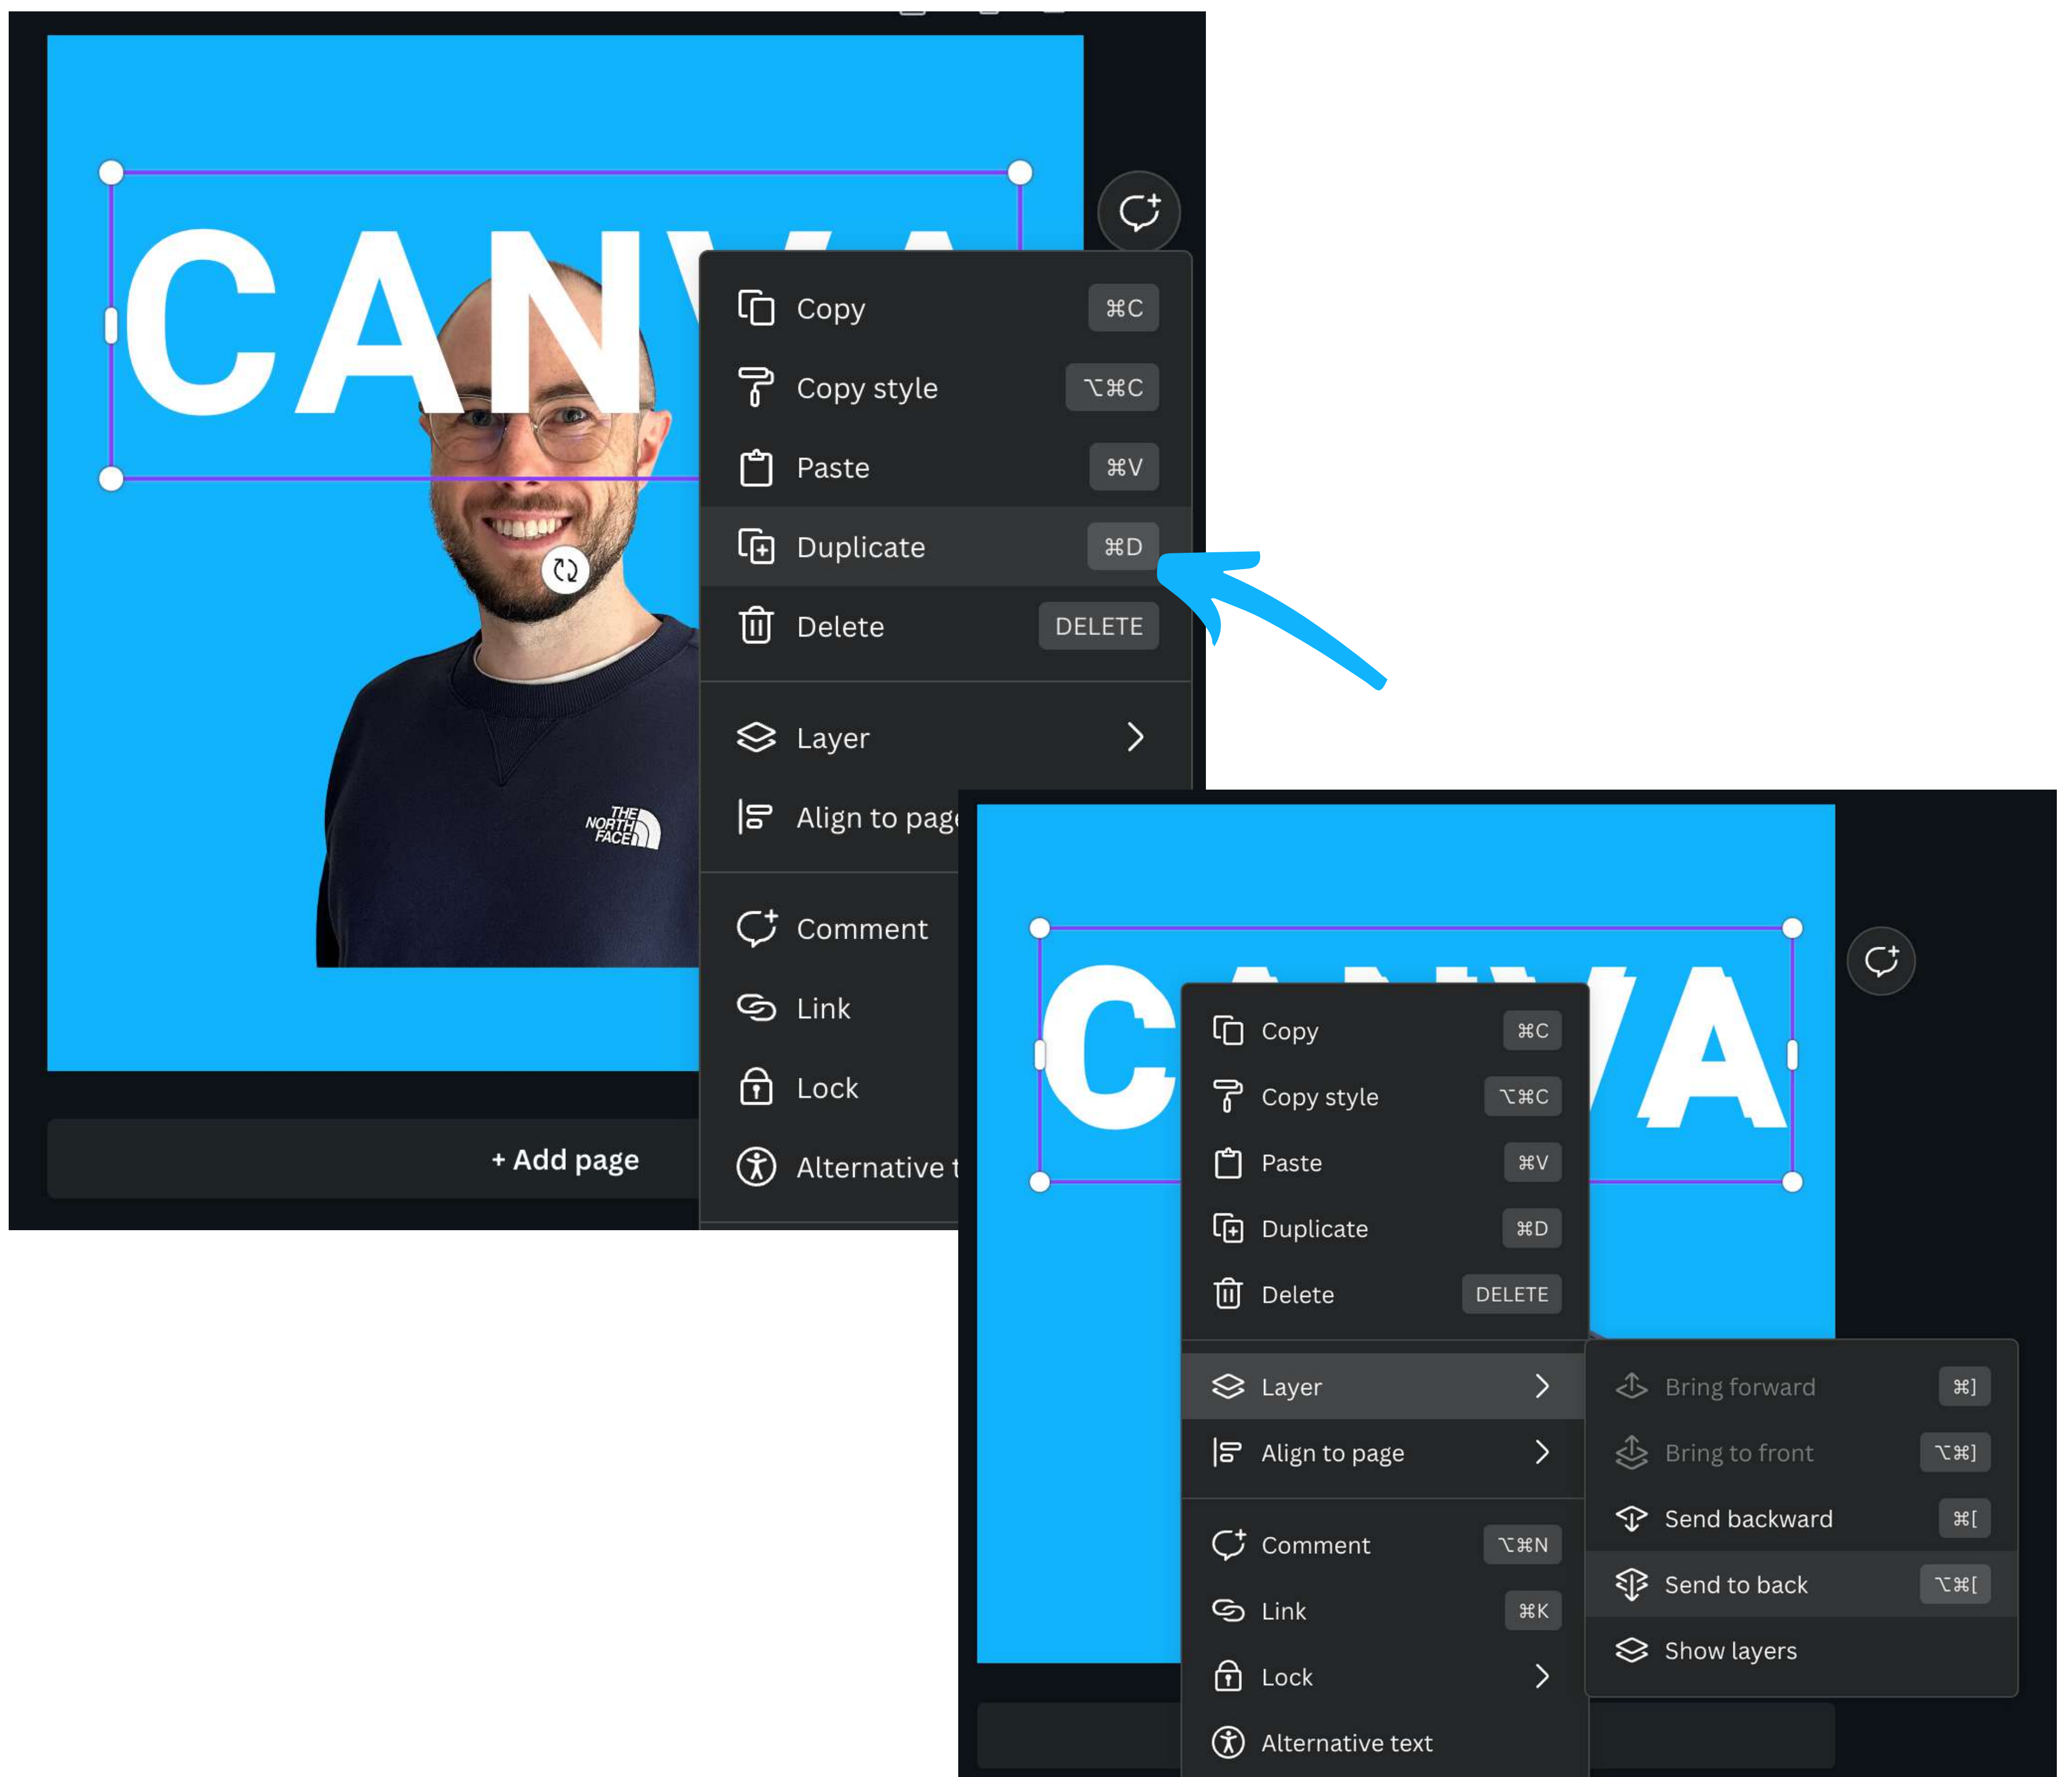 CANVA
Copy ⌘C
Copy style ⌥⌘C
Paste ⌘V
Duplicate ⌘D
Delete DELETE
Layer
Align to page
Comment
Link
Lock
Alternative t
THE
NORTH
FACE
+ Add page
CANVA
Copy ⌘C
Copy style ⌥⌘C
Paste ⌘V
Duplicate ⌘D
Delete DELETE
Layer
Align to page
Comment ⌥⌘N
Link ⌘K
Lock
Alternative text
Bring forward ⌘]
Bring to front ⌥⌘]
Send backward ⌘[
Send to back ⌥⌘[
Show layers